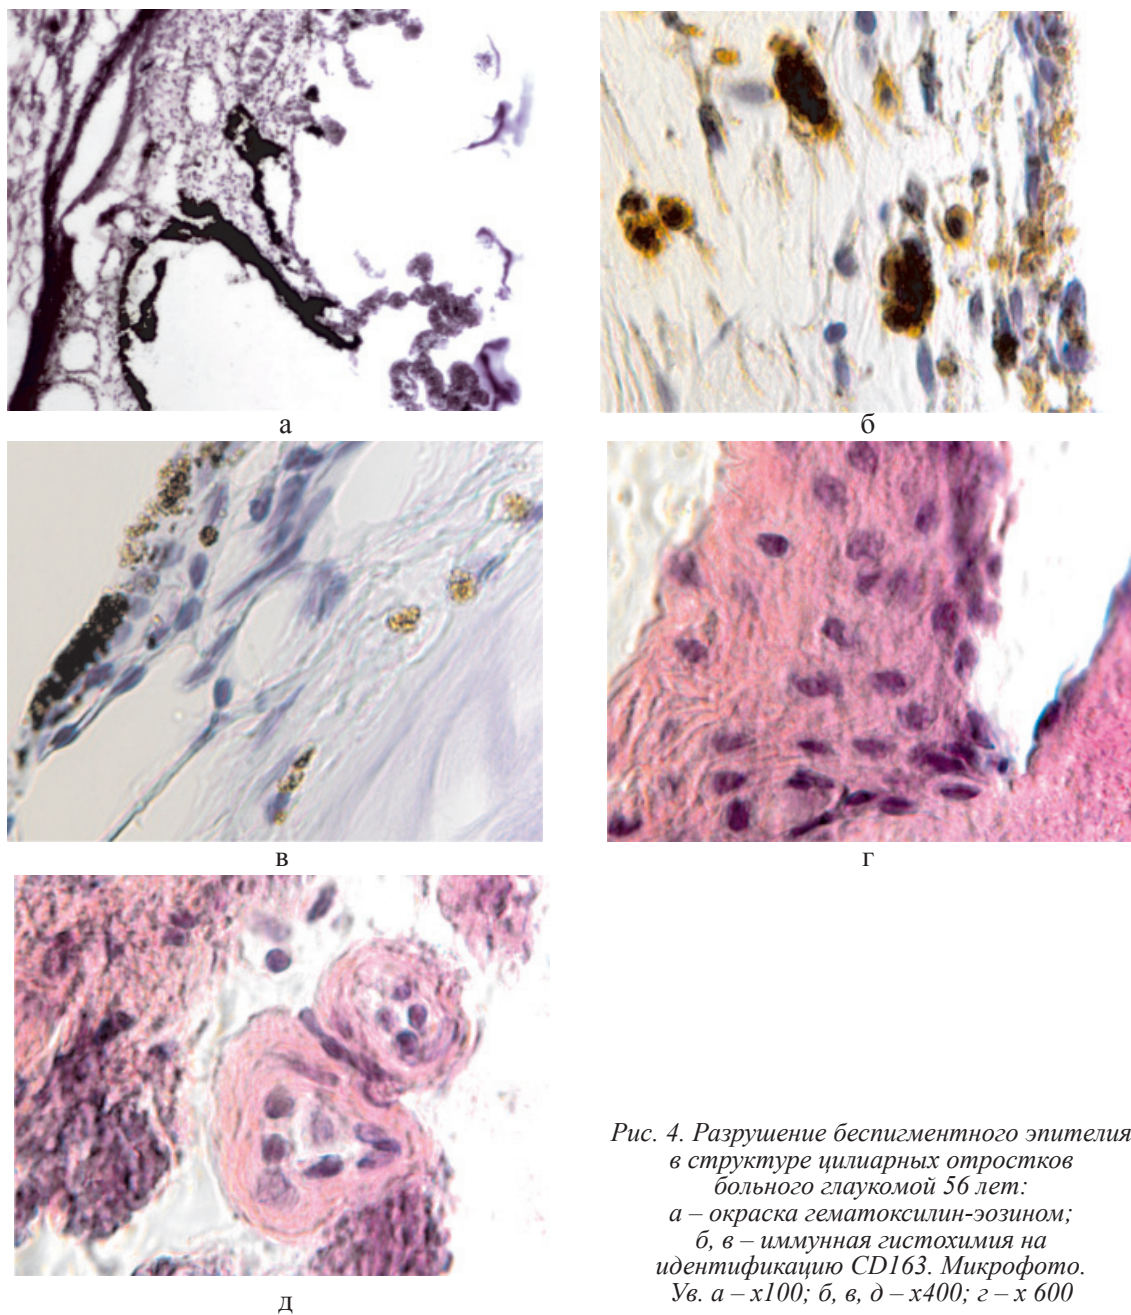 а
б
в
г
д
Рис. 4. Разрушение беспигментного эпителия
в структуре цилиарных отростков
больного глаукомой 56 лет:
а – окраска гематоксилин-эозином;
б, в – иммунная гистохимия на
идентификацию CD163. Микрофото.
Ув. а – х100; б, в, д – х400; г – х 600